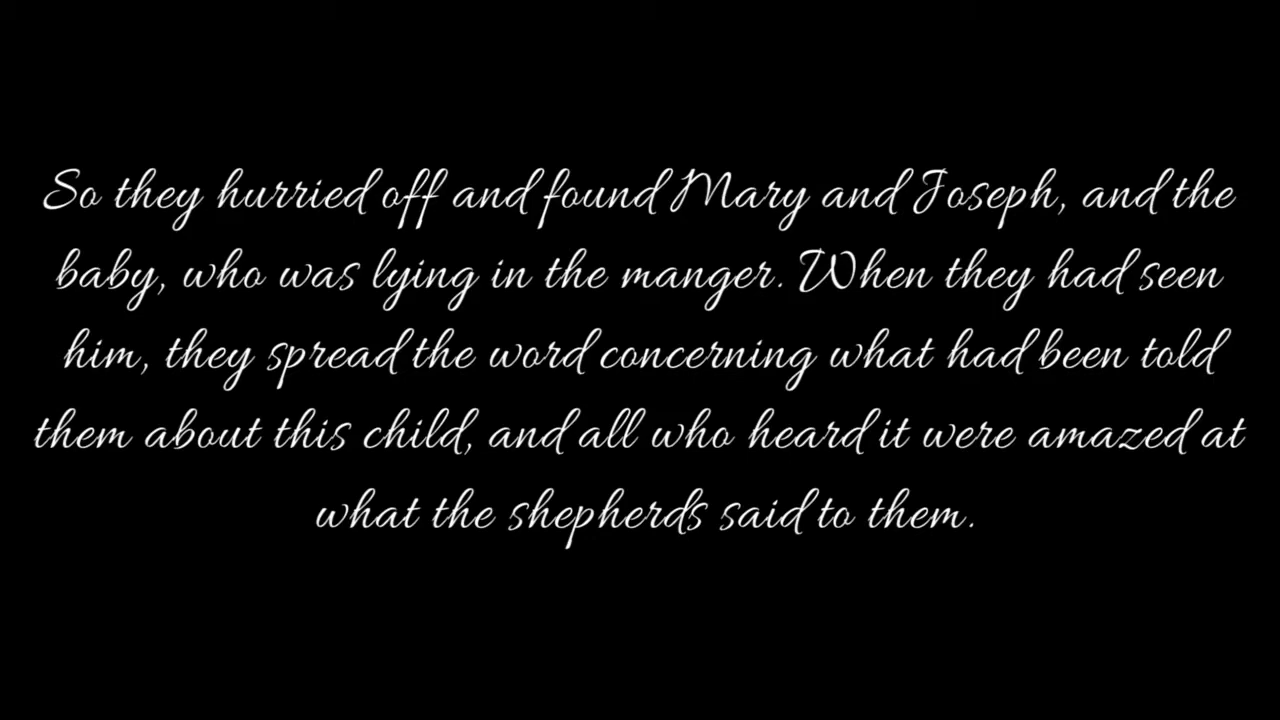 So they hurried off and found Mary and Joseph, and the
baby, who was lying in the manger. When they had seen
him, they spread the word concerning what had been told
them about this child, and all who heard it were amazed at
what the shepherds said to them.